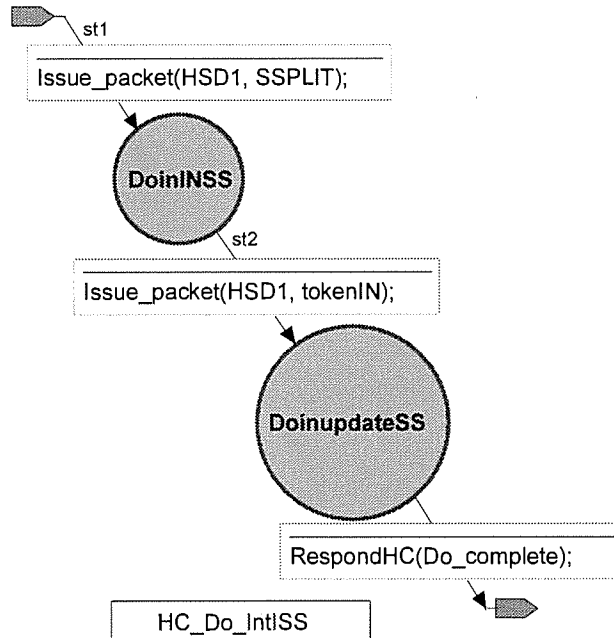 st1
Issue_packet(HSD1, SSPLIT);
DoinINSS
st2
Issue_packet(HSD1, tokenIN);
DoinupdateSS
RespondHC(Do_complete);
HC_Do_IntISS